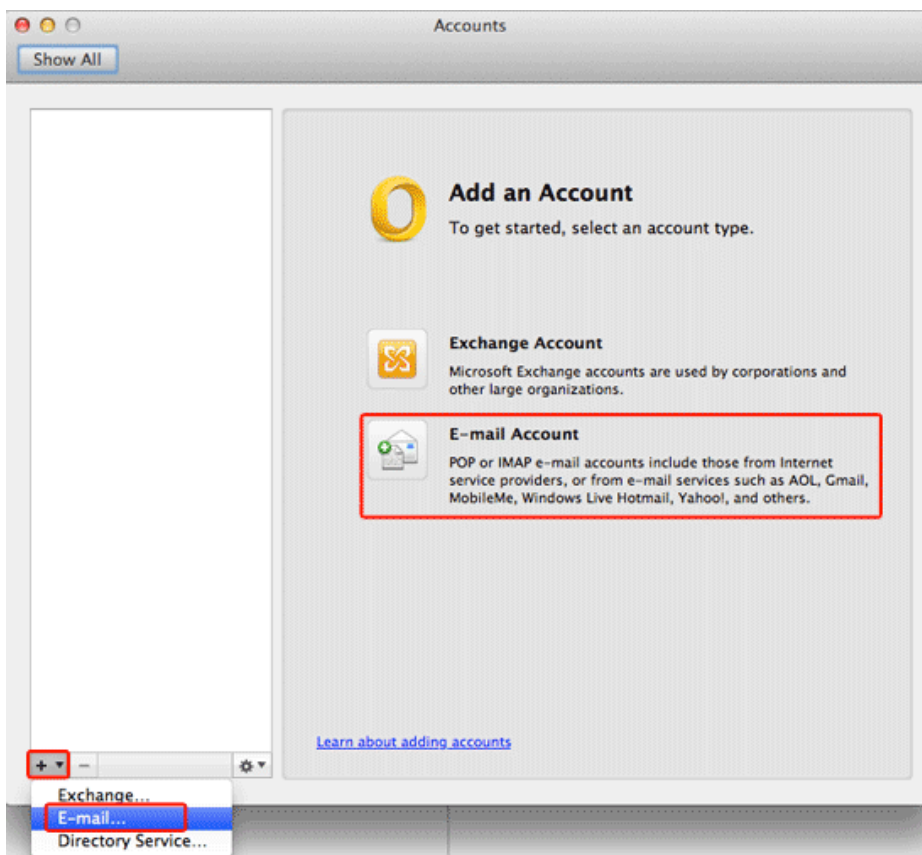 Accounts
Show All
Add an Account
To get started, select an account type.
Exchange Account
Microsoft Exchange accounts are used by corporations and
other large organizations.
E-mail Account
POP or IMAP e-mail accounts include those from Internet
service providers, or from e-mail services such as AOL, Gmail,
MobileMe, Windows Live Hotmail, Yahoo!, and others.
Learn about adding accounts
Exchange...
E-mail...
Directory Service...